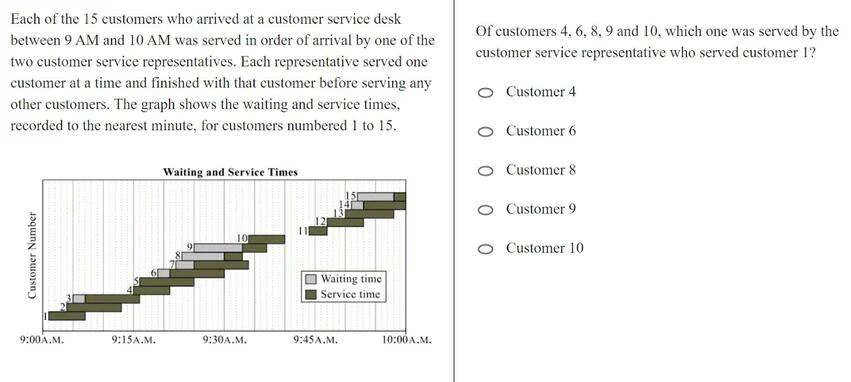 Each of the 15 customers who arrived at a customer service desk
between 9 AM and 10 AM was served in order of arrival by one of the
two customer service representatives. Each representative served one
customer at a time and finished with that customer before serving any
other customers. The graph shows the waiting and service times,
recorded to the nearest minute, for customers numbered 1 to 15.
Waiting and Service Times
Customer Number
15
14
13
12
11
10
9
8
7
6
5
4
3
2
1
Waiting time
Service time
9:00A.M. 9:15A.M. 9:30A.M. 9:45A.M. 10:00A.M.
Of customers 4, 6, 8, 9 and 10, which one was served by the
customer service representative who served customer 1?
Customer 4
Customer 6
Customer 8
Customer 9
Customer 10